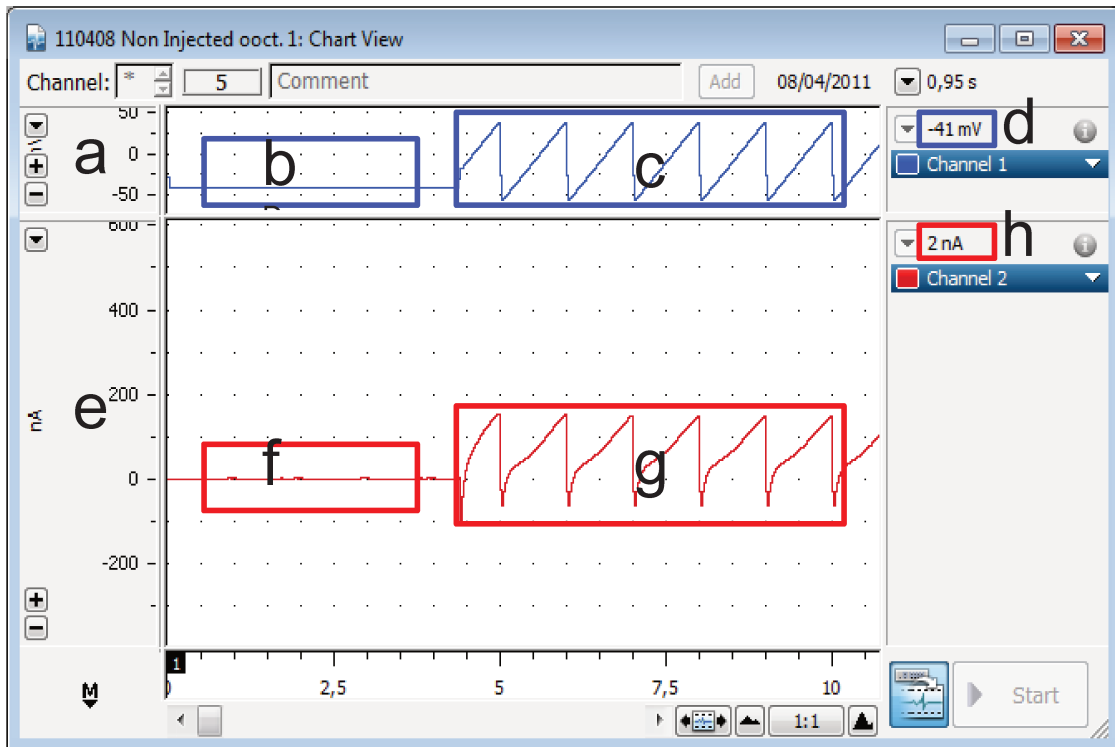 110408 Non Injected ooct. 1: Chart View
Channel: * 5 Comment Add 08/04/2011 0,95 s
50
0
-50
a
b
c
-41 mV
d
Channel 1
600
400
200
0
-200
nA
e
f
g
2 nA
h
Channel 2
1
M
0 2,5 5 7,5 10
1:1
Start